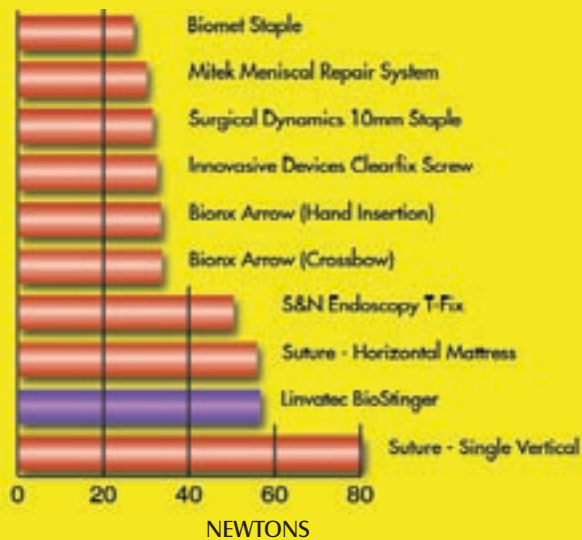 Biomet Staple
Mitek Meniscal Repair System
Surgical Dynamics 10mm Staple
Innovasive Devices Clearfix Screw
Bionx Arrow (Hand Insertion)
Bionx Arrow (Crossbow)
S&N Endoscopy T-Fix
Suture - Horizontal Mattress
Linvatec BioStinger
Suture - Single Vertical
0 20 40 60 80
NEWTONS